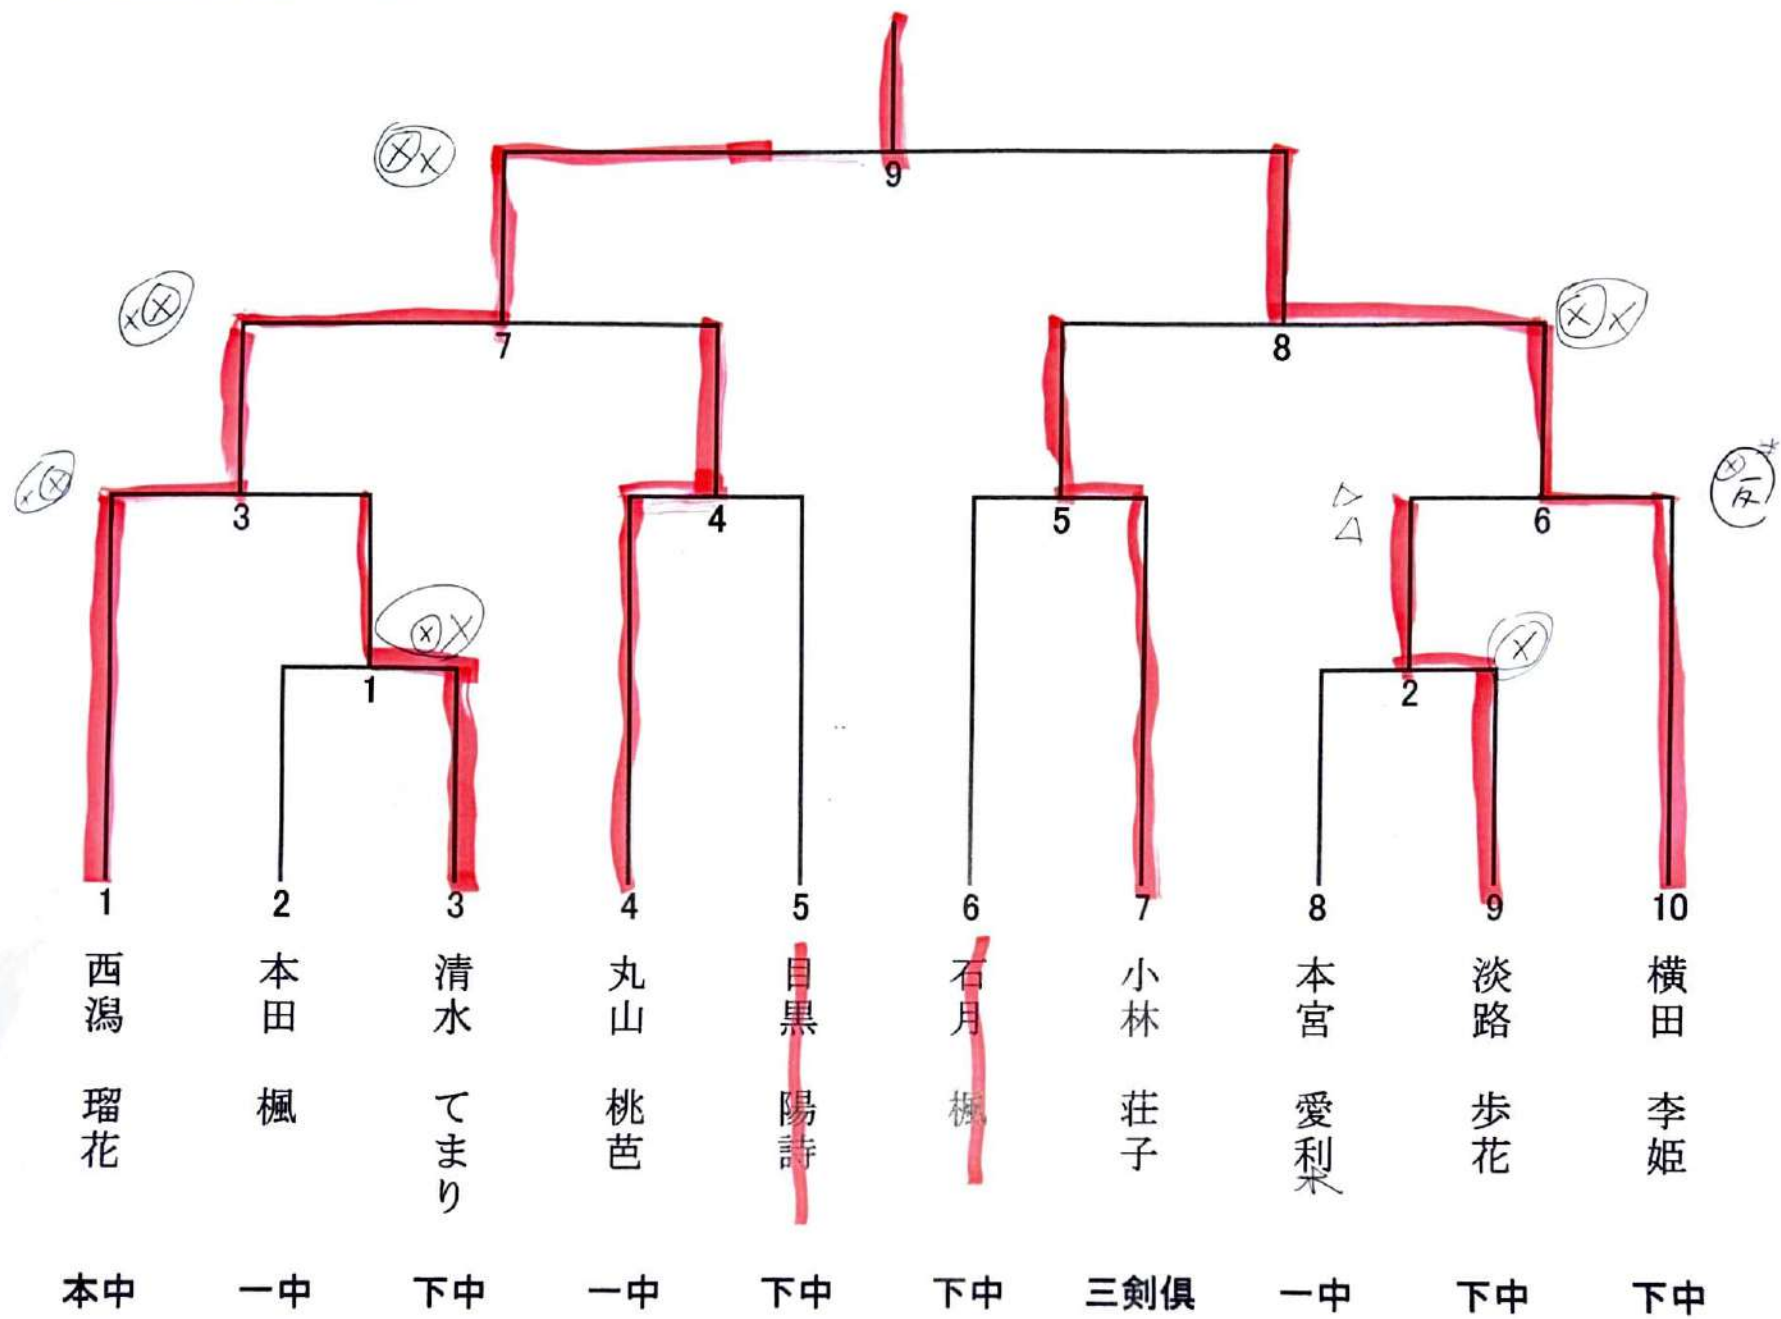 9
7
8
3
4
5
6
反
1
2
1
2
3
4
5
6
7
8
9
10
西潟 瑠花
本田 楓
清水 てまり
丸山 桃芭
目黒 陽詩
石月 楓
小林 荘子
本宮 愛利来
淡路 歩花
横田 李姫
本中
一中
下中
一中
下中
下中
三剣倶
一中
下中
下中